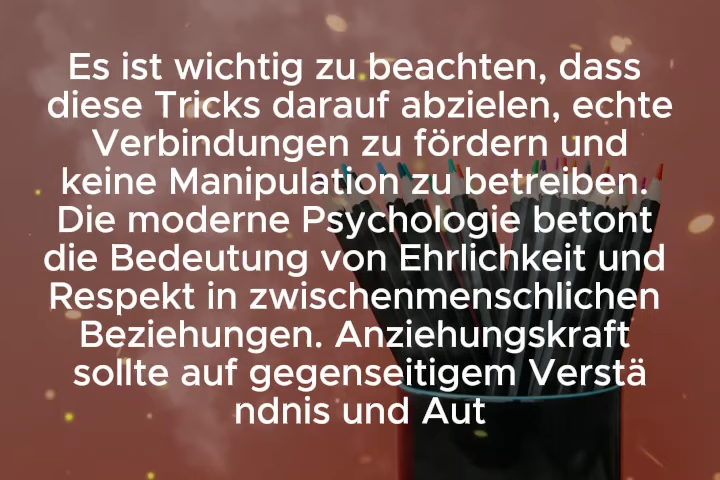 Es ist wichtig zu beachten, dass
diese Tricks darauf abzielen, echte
Verbindungen zu fördern und
keine Manipulation zu betreiben.
Die moderne Psychologie betont
die Bedeutung von Ehrlichkeit und
Respekt in zwischenmenschlichen
Beziehungen. Anziehungskraft
sollte auf gegenseitigem Verstä
ndnis und Aut